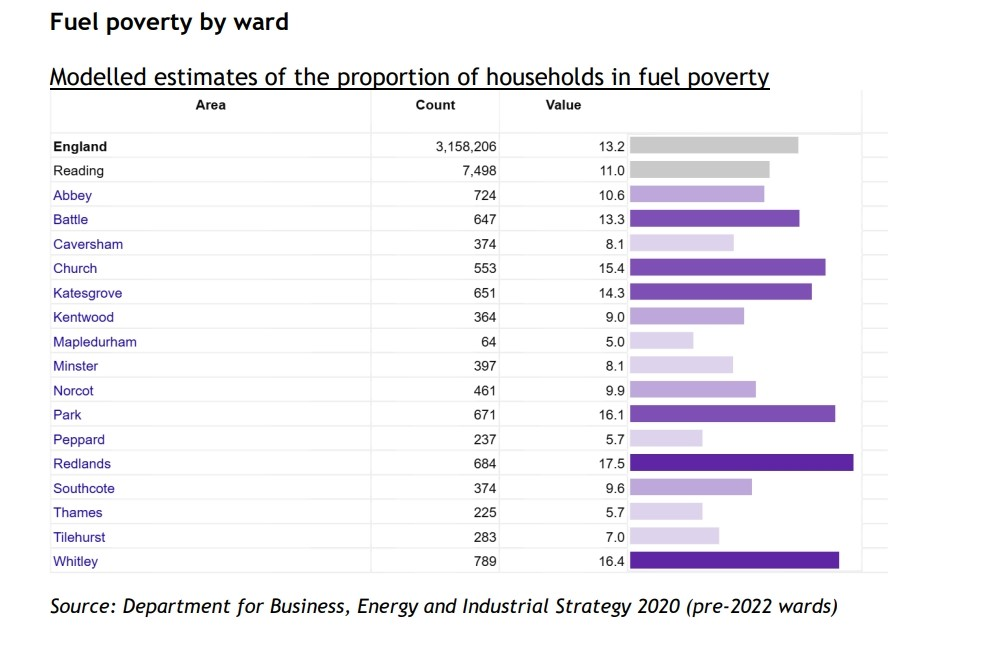 Fuel poverty by ward
Modelled estimates of the proportion of households in fuel poverty
Area Count Value
England 3,158,206 13.2
Reading 7,498 11.0
Abbey 724 10.6
Battle 647 13.3
Caversham 374 8.1
Church 553 15.4
Katesgrove 651 14.3
Kentwood 364 9.0
Mapledurham 64 5.0
Minster 397 8.1
Norcot 461 9.9
Park 671 16.1
Peppard 237 5.7
Redlands 684 17.5
Southcote 374 9.6
Thames 225 5.7
Tilehurst 283 7.0
Whitley 789 16.4
Source: Department for Business, Energy and Industrial Strategy 2020 (pre-2022 wards)